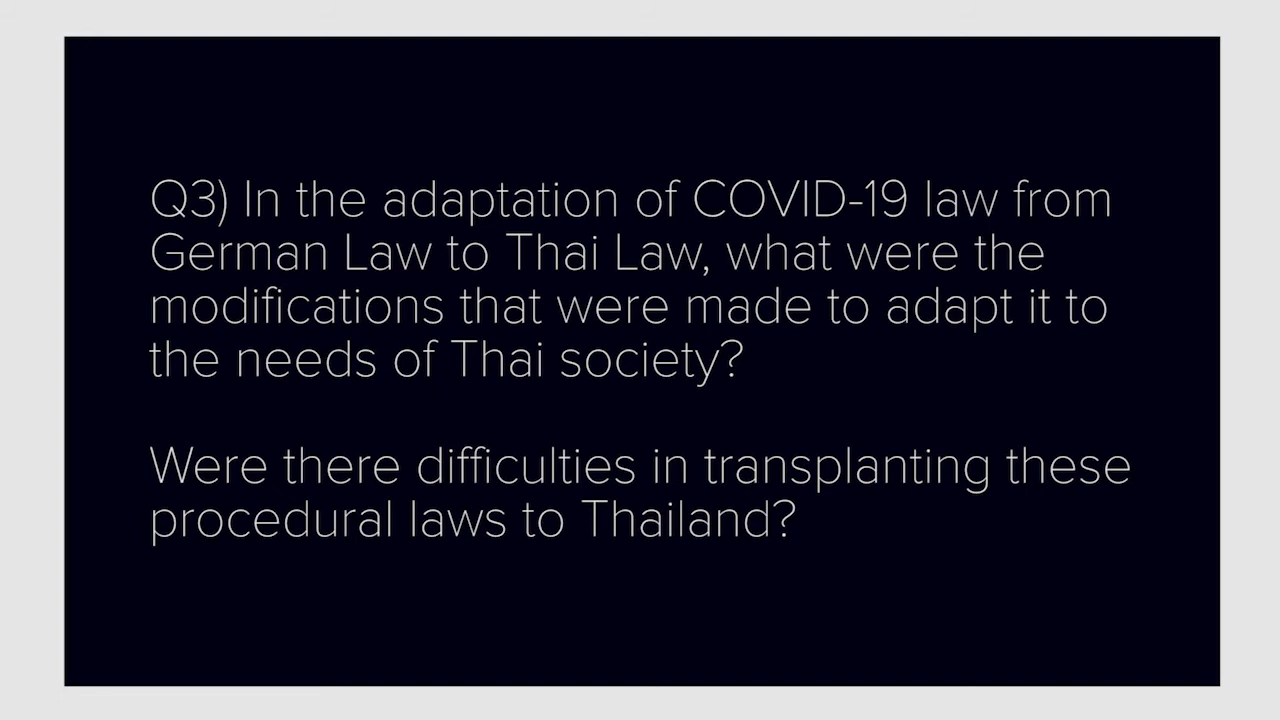 Q3) In the adaptation of COVID-19 law from
German Law to Thai Law, what were the
modifications that were made to adapt it to
the needs of Thai society?
Were there difficulties in transplanting these
procedural laws to Thailand?